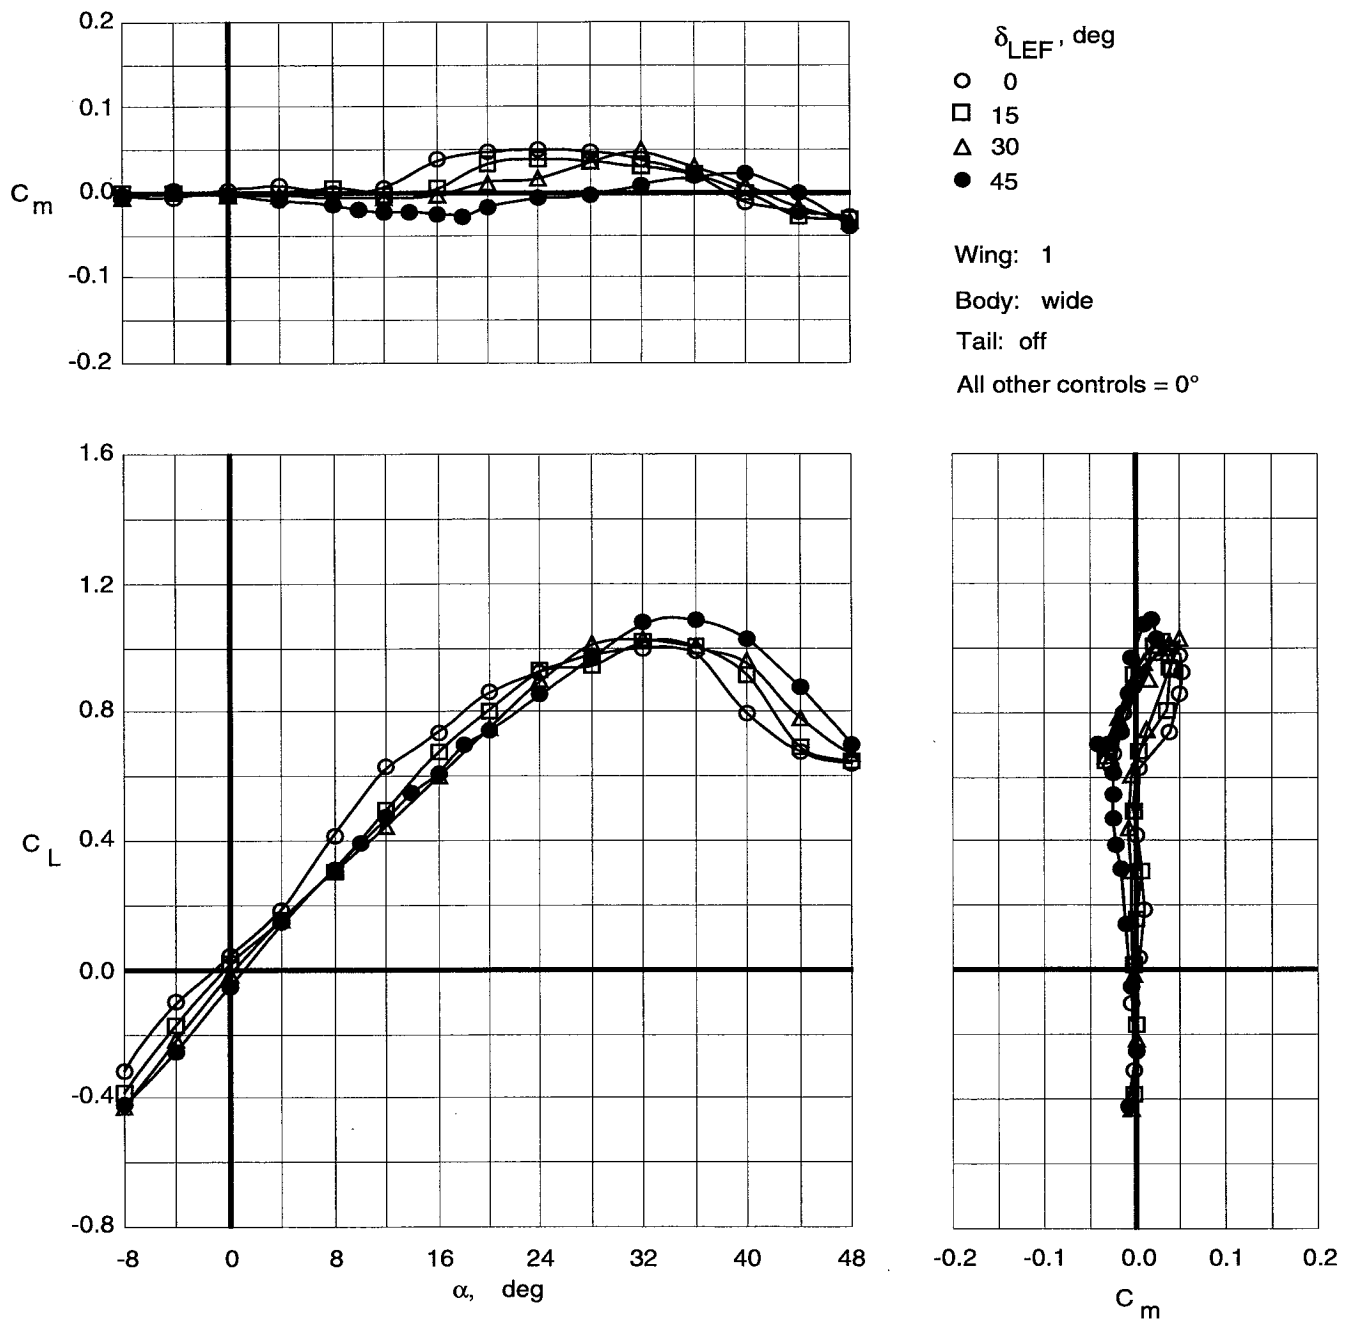 0.2
0.1
0.0
-0.1
-0.2
C m
δ LEF , deg
0
15
30
45
Wing: 1
Body: wide
Tail: off
All other controls = 0°
1.6
1.2
0.8
0.4
0.0
-0.4
-0.8
C L
-8 0 8 16 24 32 40 48
α, deg
-0.2 -0.1 0.0 0.1 0.2
C m